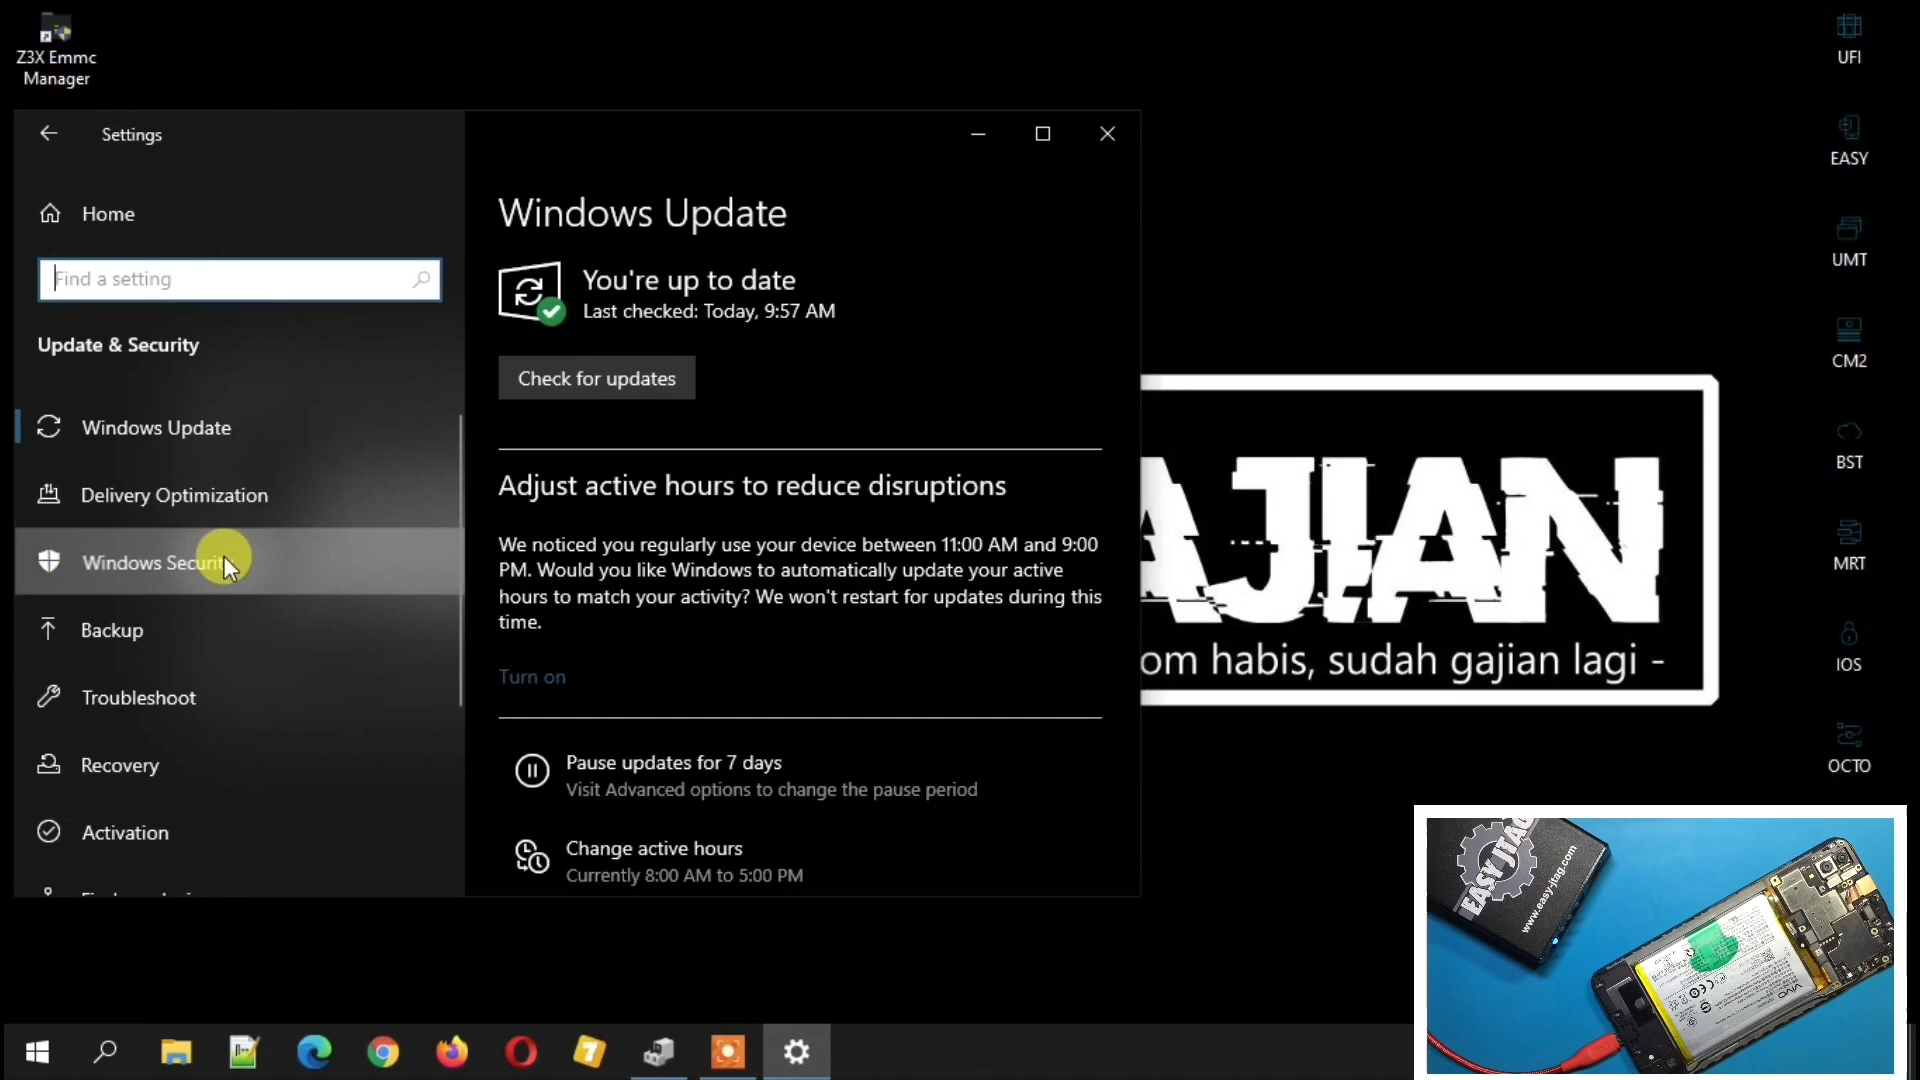 Z3X Emmc
Manager
Settings
Home
Find a setting
Update & Security
Windows Update
Delivery Optimization
Windows Securit
Backup
Troubleshoot
Recovery
Activation
Windows Update
You're up to date
Last checked: Today, 9:57 AM
Check for updates
Adjust active hours to reduce disruptions
We noticed you regularly use your device between 11:00 AM and 9:00
PM. Would you like Windows to automatically update your active
hours to match your activity? We won't restart for updates during this
time.
Turn on
Pause updates for 7 days
Visit Advanced options to change the pause period
Change active hours
Currently 8:00 AM to 5:00 PM
AJIAN
om habis, sudah gajian lagi -
UFI
EASY
UMT
CM2
BST
MRT
IOS
OCTO
EASY JTAG
www.easy-jtag.com
vivo